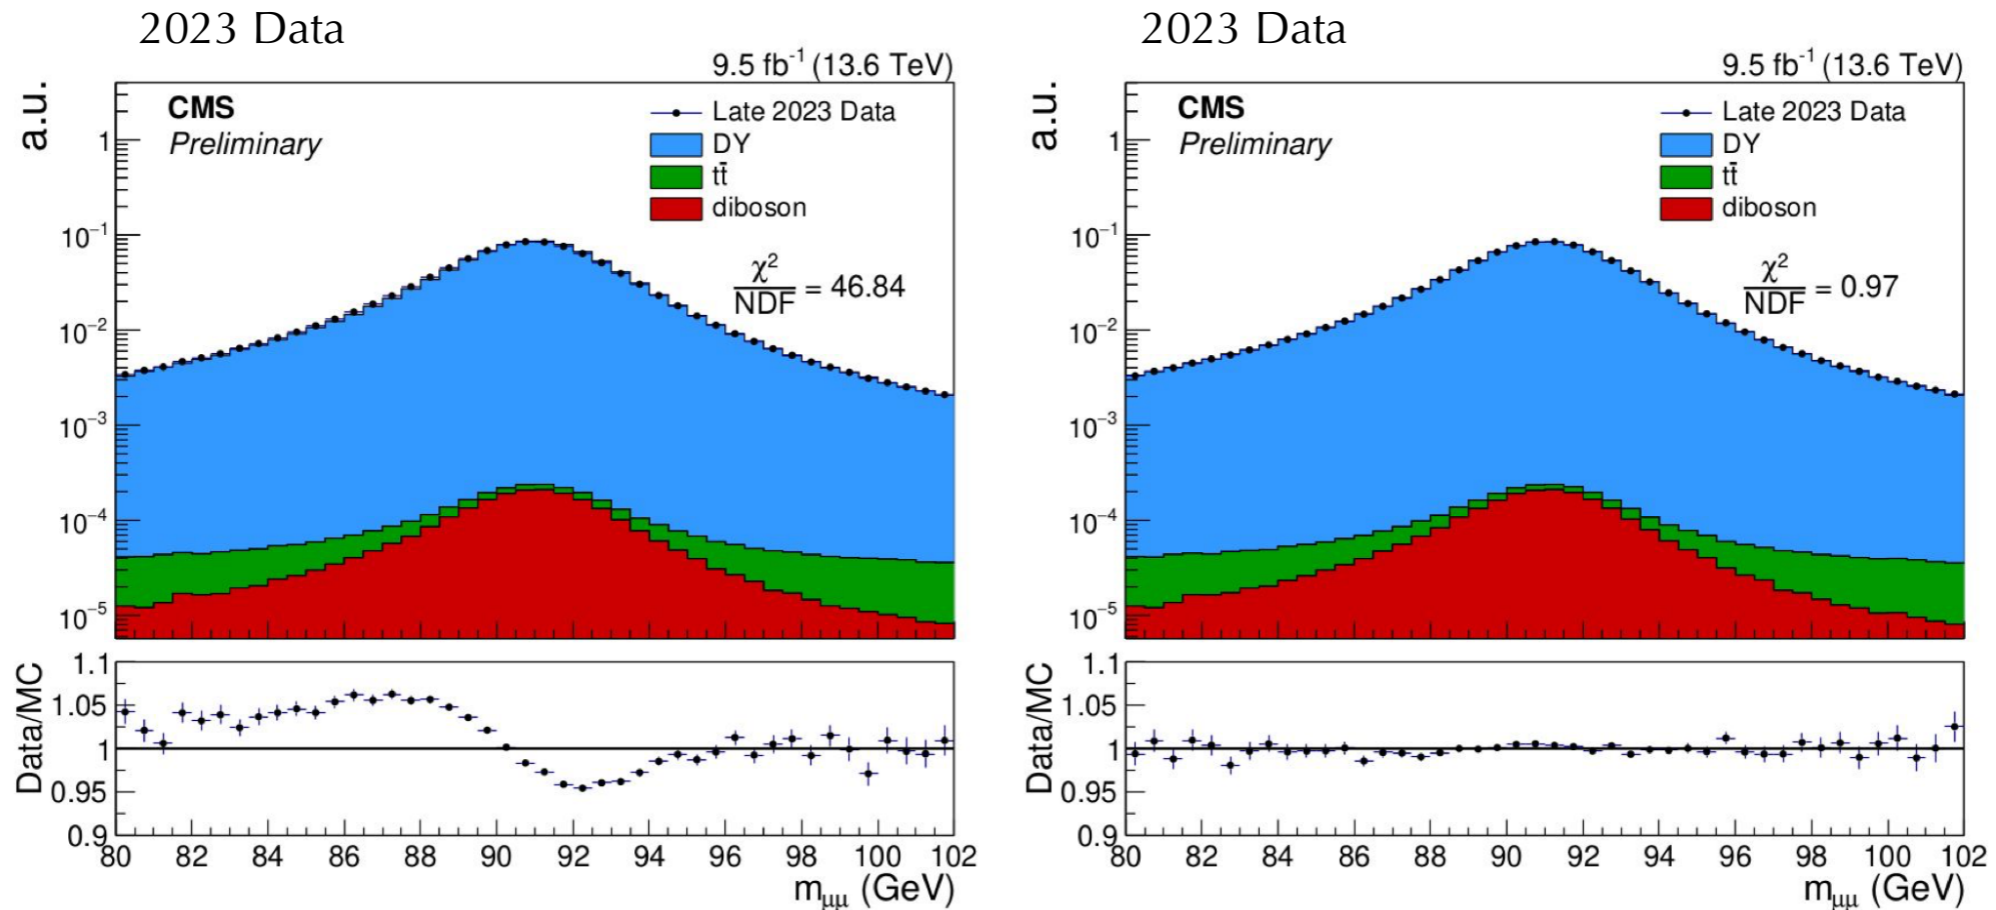 2023 Data
9.5 fb⁻¹ (13.6 TeV)
a.u.
CMS
Preliminary
Late 2023 Data
DY
tt̄
diboson
χ²/NDF = 46.84
1
10⁻¹
10⁻²
10⁻³
10⁻⁴
10⁻⁵
Data/MC
1.1
1.05
1
0.95
0.9
80 82 84 86 88 90 92 94 96 98 100 102
m_μμ (GeV)
2023 Data
9.5 fb⁻¹ (13.6 TeV)
a.u.
CMS
Preliminary
Late 2023 Data
DY
tt̄
diboson
χ²/NDF = 0.97
1
10⁻¹
10⁻²
10⁻³
10⁻⁴
10⁻⁵
Data/MC
1.1
1.05
1
0.95
0.9
80 82 84 86 88 90 92 94 96 98 100 102
m_μμ (GeV)